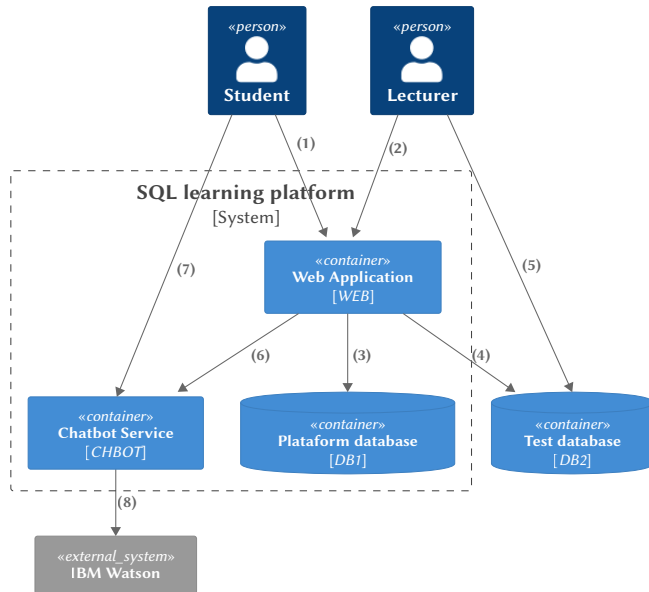 «person»
Student
«person»
Lecturer
(1)
(2)
SQL learning platform
[System]
«container»
Web Application
[WEB]
(7)
(5)
(6)
(3)
(4)
«container»
Chatbot Service
[CHBOT]
«container»
Plataform database
[DB1]
«container»
Test database
[DB2]
(8)
«external_system»
IBM Watson